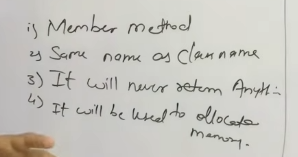 1) Member method
2) Same name as Class name
3) It will never return Anyth:-
4) It will be used to allocate
memory.